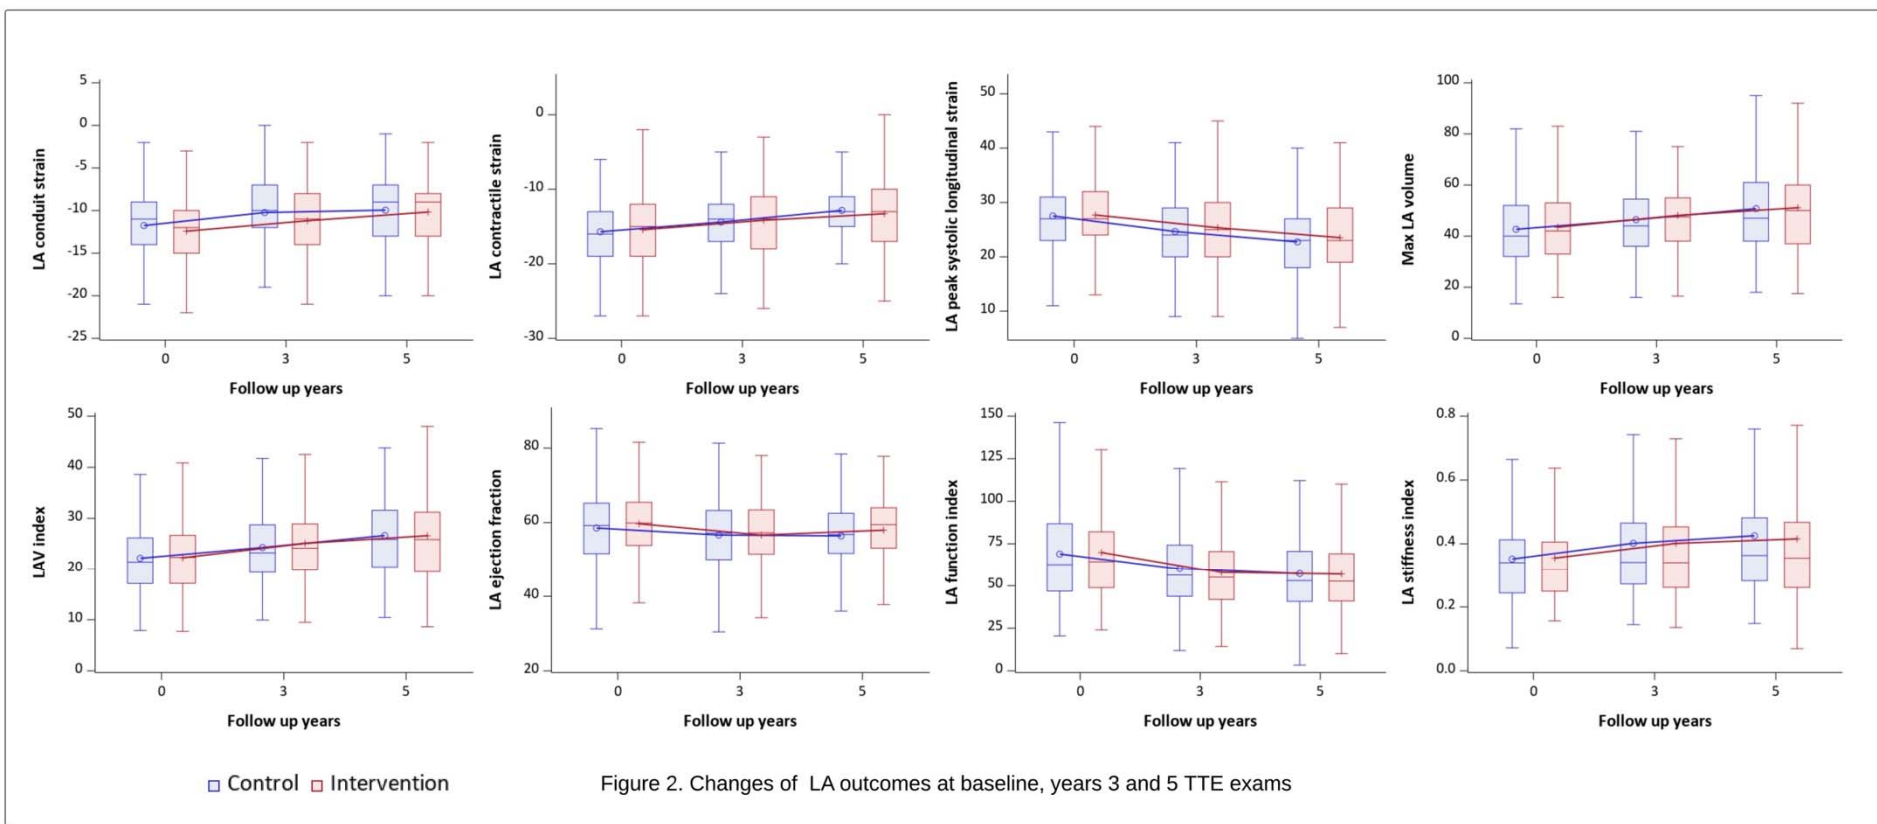 LA conduit strain
5
0
-5
-10
-15
-20
-25
0 3 5
Follow up years
LA contractile strain
0
-10
-20
-30
0 3 5
Follow up years
LA peak systolic longitudinal strain
50
40
30
20
10
0 3 5
Follow up years
Max LA volume
100
80
60
40
20
0
0 3 5
Follow up years
LAV index
50
40
30
20
10
0
0 3 5
Follow up years
LA ejection fraction
80
60
40
20
0 3 5
Follow up years
LA function index
150
125
100
75
50
25
0
0 3 5
Follow up years
LA stiffness index
0.8
0.6
0.4
0.2
0.0
0 3 5
Follow up years
Control Intervention
Figure 2. Changes of LA outcomes at baseline, years 3 and 5 TTE exams